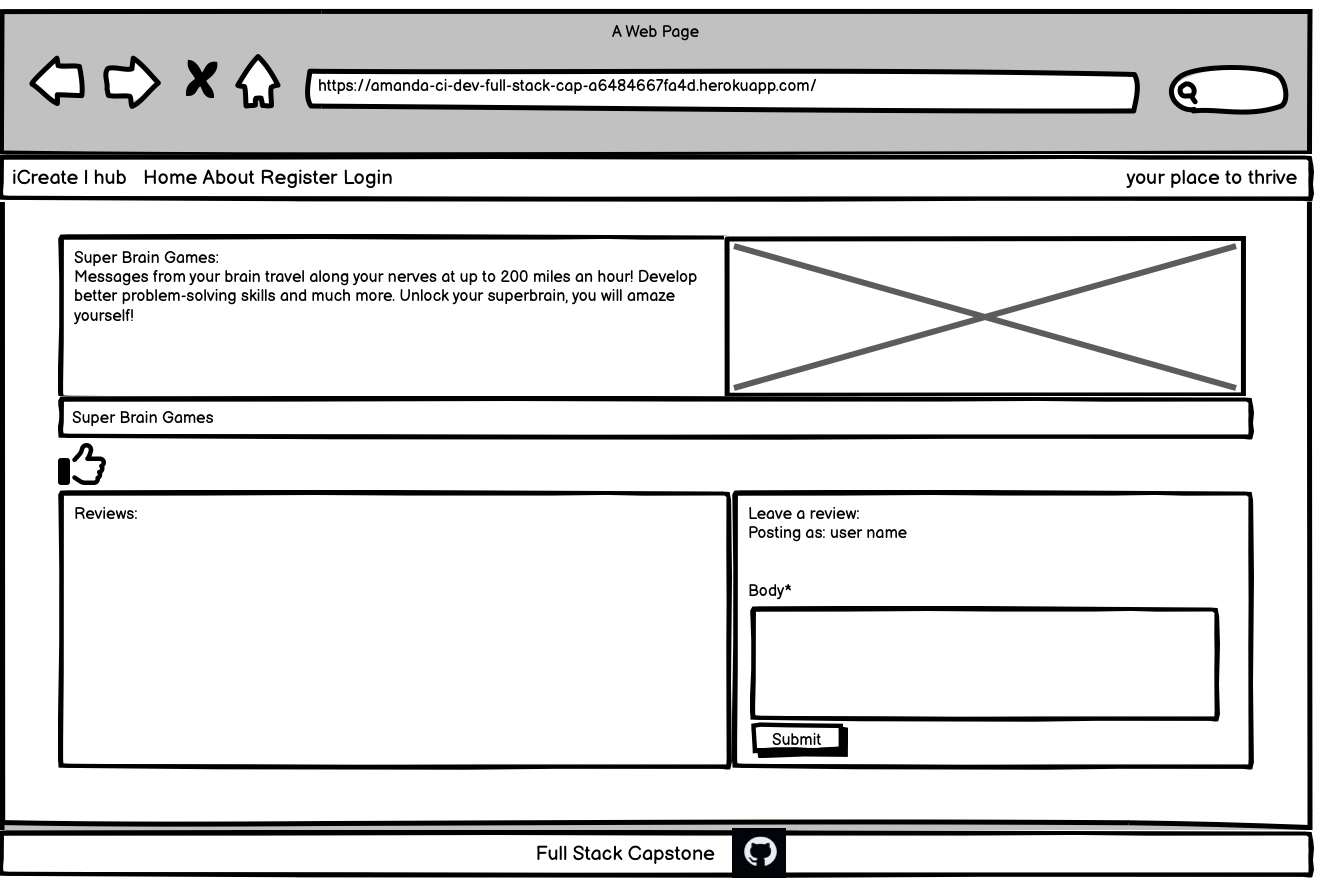 A Web Page
https://amanda-ci-dev-full-stack-cap-a6484667fa4d.herokuapp.com/
iCreate I hub Home About Register Login
your place to thrive
Super Brain Games:
Messages from your brain travel along your nerves at up to 200 miles an hour! Develop
better problem-solving skills and much more. Unlock your superbrain, you will amaze
yourself!
Super Brain Games
Reviews:
Leave a review:
Posting as: user name
Body*
Submit
Full Stack Capstone